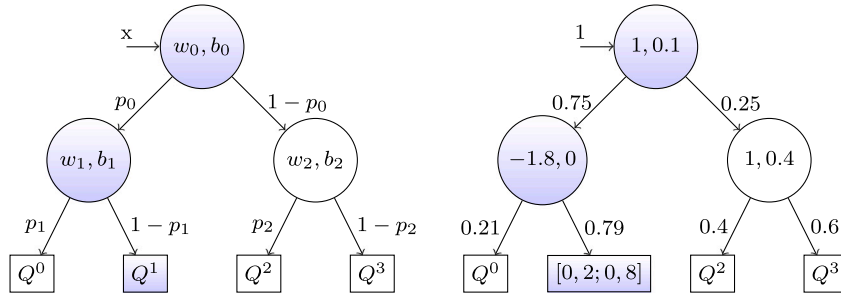 x
w₀, b₀
p₀
1 − p₀
w₁, b₁
w₂, b₂
p₁
1 − p₁
p₂
1 − p₂
Q⁰
Q¹
Q²
Q³
1
1, 0.1
0.75
0.25
−1.8, 0
1, 0.4
0.21
0.79
0.4
0.6
Q⁰
[0, 2; 0, 8]
Q²
Q³